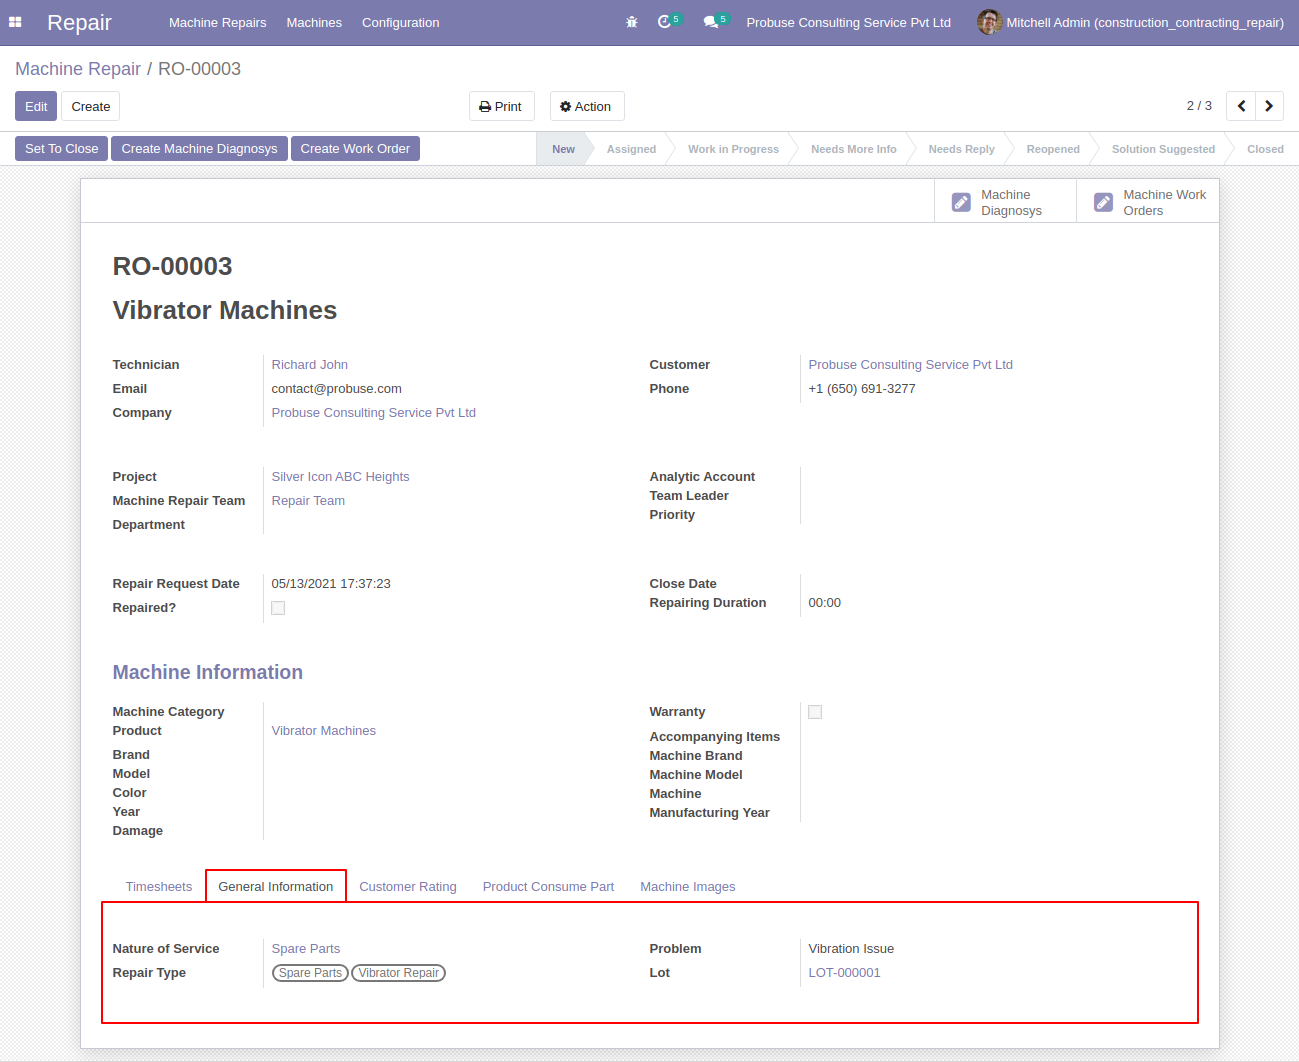 Repair Machine Repairs Machines Configuration 5 5 Probuse Consulting Service Pvt Ltd Mitchell Admin (construction_contracting_repair)
Machine Repair / RO-00003
Edit Create Print Action 2 / 3
Set To Close Create Machine Diagnosys Create Work Order New Assigned Work in Progress Needs More Info Needs Reply Reopened Solution Suggested Closed
Machine
Diagnosys
Machine Work
Orders
RO-00003
Vibrator Machines
Technician Richard John
Email contact@probuse.com
Company Probuse Consulting Service Pvt Ltd
Customer Probuse Consulting Service Pvt Ltd
Phone +1 (650) 691-3277
Project Silver Icon ABC Heights
Machine Repair Team Repair Team
Department
Analytic Account
Team Leader
Priority
Repair Request Date 05/13/2021 17:37:23
Repaired?
Close Date
Repairing Duration 00:00
Machine Information
Machine Category
Product Vibrator Machines
Brand
Model
Color
Year
Damage
Warranty
Accompanying Items
Machine Brand
Machine Model
Machine
Manufacturing Year
Timesheets General Information Customer Rating Product Consume Part Machine Images
Nature of Service Spare Parts
Repair Type Spare Parts Vibrator Repair
Problem Vibration Issue
Lot LOT-000001